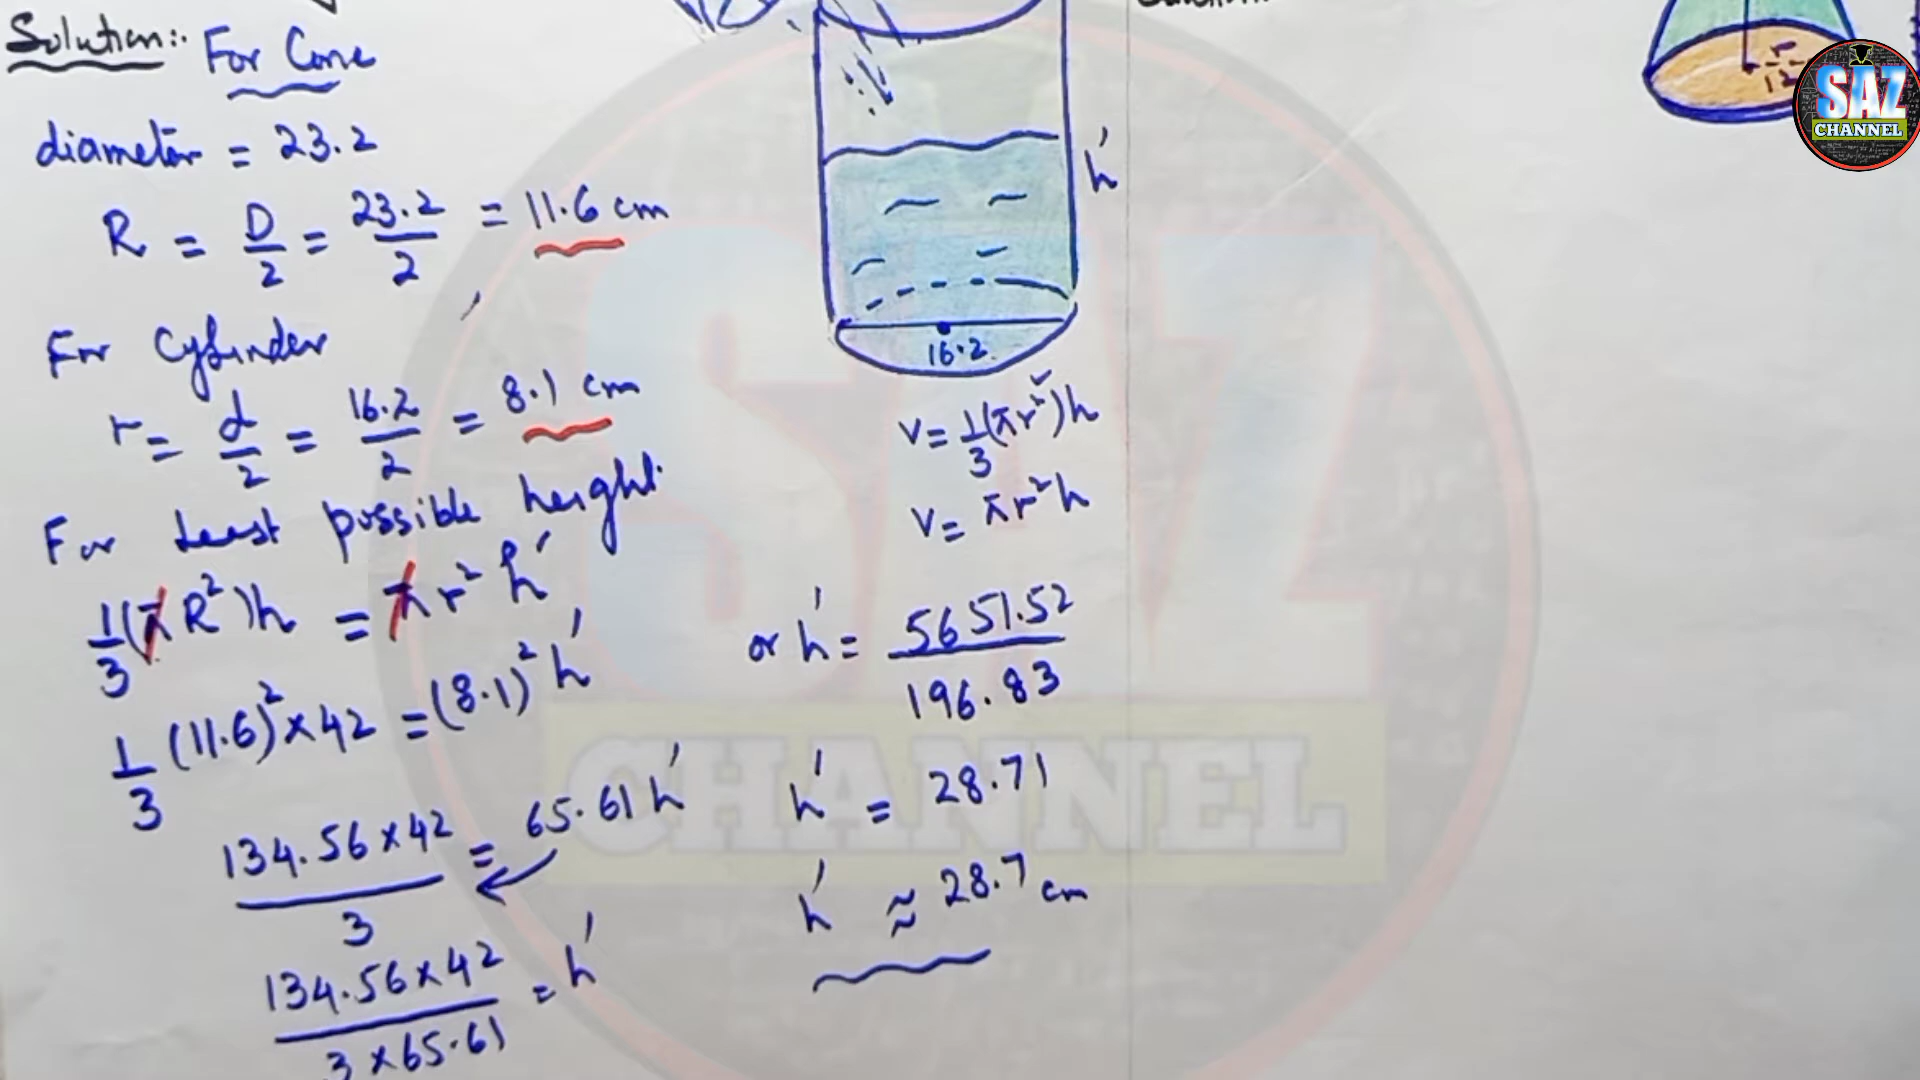 Solution:. For Cone
diameter = 23.2
R = D/2 = 23.2/2 = 11.6 cm
For Cylinder
r = d/2 = 16.2/2 = 8.1 cm
For least possible height.
1/3(πR²)h = πr²h'
1/3(11.6)²×42 = (8.1)²h'
134.56×42/3 = 65.61h'
134.56×42/3×65.61 = h'
h'
16.2
v = 1/3(πr²)h
v = πr²h
or h' = 5651.52/196.83
h' = 28.71
h' ≈ 28.7 cm
r
12
SAZ
CHANNEL
SAZ
CHANNEL